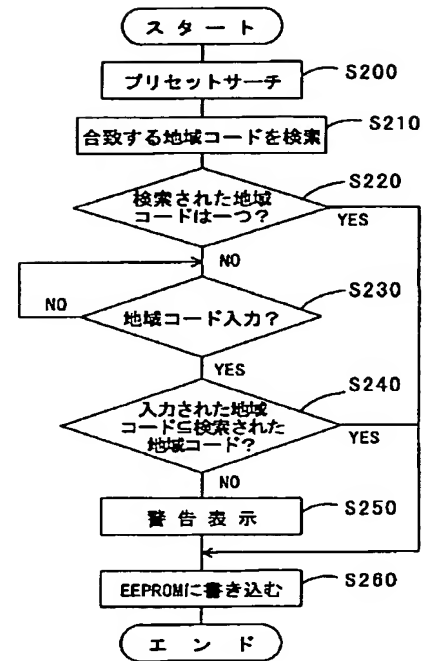 スタート
プリセットサーチ
S200
合致する地域コードを検索
S210
検索された地域
コードは一つ？
S220
YES
NO
地域コード入力？
S230
NO
YES
入力された地域
コード⊆検索された
地域コード？
S240
YES
NO
警告表示
S250
EEPROMに書き込む
S260
エンド